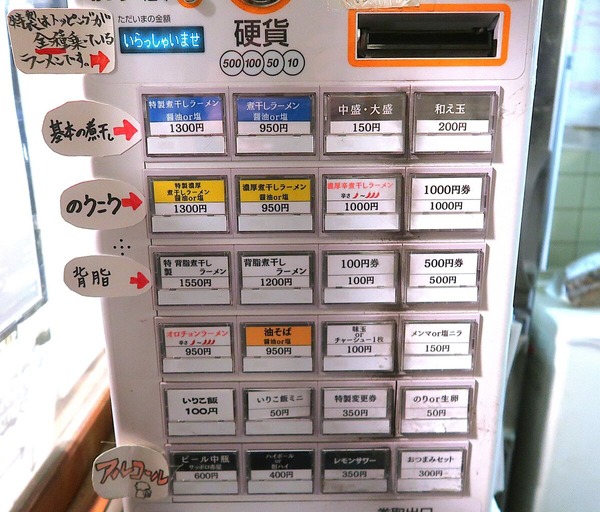 特製はトッピングが
全種乗っている
ラーメンです。
ただいまの金額
いらっしゃいませ
硬貨
500 100 50 10
基本の煮干し
特製煮干しラーメン
醤油or塩
1300円
煮干しラーメン
醤油or塩
950円
中盛・大盛
150円
和え玉
200円
のうこう
特製濃厚
煮干しラーメン
醤油or塩
1300円
濃厚煮干しラーメン
醤油or塩
950円
濃厚辛煮干しラーメン
辛さ
1000円
1000円券
1000円
背脂
特製 背脂煮干し
ラーメン
1550円
背脂煮干し
ラーメン
1200円
100円券
100円
500円券
500円
オロチョンラーメン
辛さ
950円
油そば
醤油or塩
950円
味玉
or
チャーシュー1枚
100円
メンマor塩ニラ
150円
いりこ飯
100円
いりこ飯ミニ
50円
特製変更券
350円
のりor生卵
50円
アルコール
ビール中瓶
サッポロ赤星
600円
ハイボール
or
酎ハイ
400円
レモンサワー
350円
おつまみセット
300円